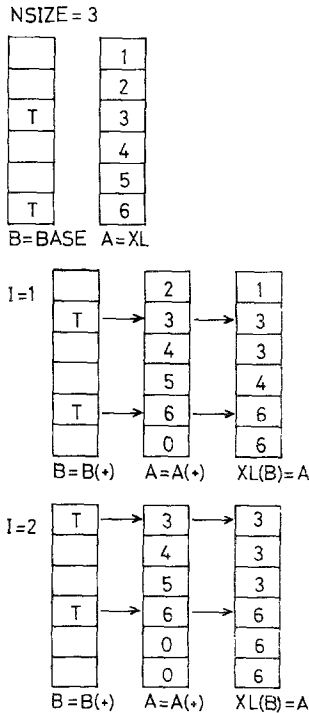 NSIZE = 3
1
2
T 3
4
5
T 6
B=BASE A=XL
I=1
2 1
T 3 3
4 3
5 4
T 6 6
0 6
B=B(+) A=A(+) XL(B)=A
I=2
T 3 3
4 3
5 3
T 6 6
0 6
0 6
B=B(+) A=A(+) XL(B)=A